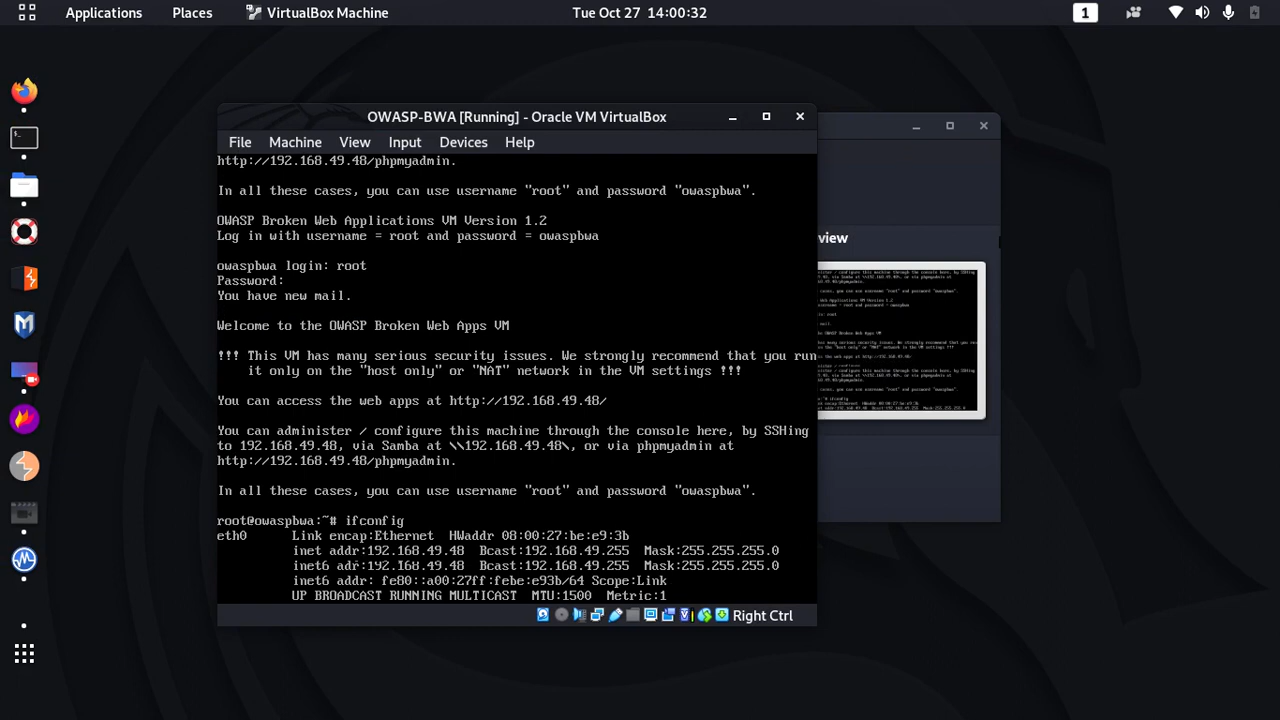 Applications Places VirtualBox Machine Tue Oct 27 14:00:32 1
OWASP-BWA [Running] - Oracle VM VirtualBox
File Machine View Input Devices Help
http://192.168.49.48/phpmyadmin.
In all these cases, you can use username "root" and password "owaspbwa".
OWASP Broken Web Applications VM Version 1.2
Log in with username = root and password = owaspbwa
owaspbwa login: root
Password:
You have new mail.
Welcome to the OWASP Broken Web Apps VM
!!! This VM has many serious security issues. We strongly recommend that you run
it only on the "host only" or "NAT" network in the VM settings !!!
You can access the web apps at http://192.168.49.48/
You can administer / configure this machine through the console here, by SSHing
to 192.168.49.48, via Samba at \\192.168.49.48\, or via phpmyadmin at
http://192.168.49.48/phpmyadmin.
In all these cases, you can use username "root" and password "owaspbwa".
root@owaspbwa:~# ifconfig
eth0 Link encap:Ethernet HWaddr 08:00:27:be:e9:3b
inet addr:192.168.49.48 Bcast:192.168.49.255 Mask:255.255.255.0
inet6 adr:192.168.49.48 Bcast:192.168.49.255 Mask:255.255.255.0
inet6 addr: fe80::a00:27ff:febe:e93b/64 Scope:Link
UP BROADCAST RUNNING MULTICAST MTU:1500 Metric:1
Right Ctrl
view